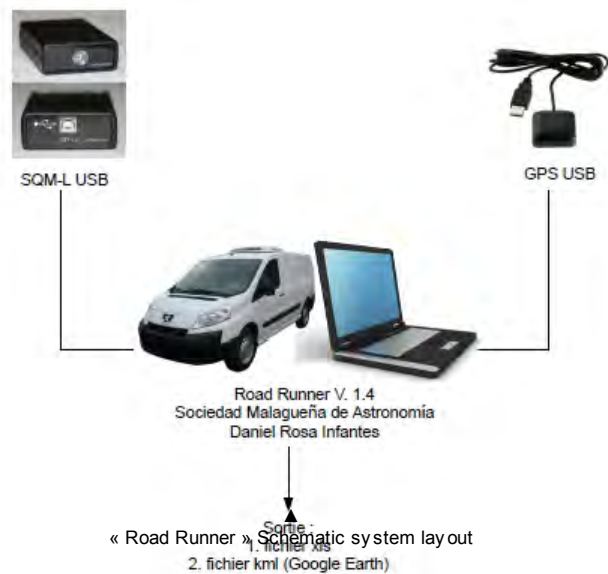 SQM-L USB
GPS USB
Road Runner V. 1.4
Sociedad Malagueña de Astronomía
Daniel Rosa Infantes
Sortie :
« Road Runner » Schematic system layout
1. fichier xls
2. fichier kml (Google Earth)